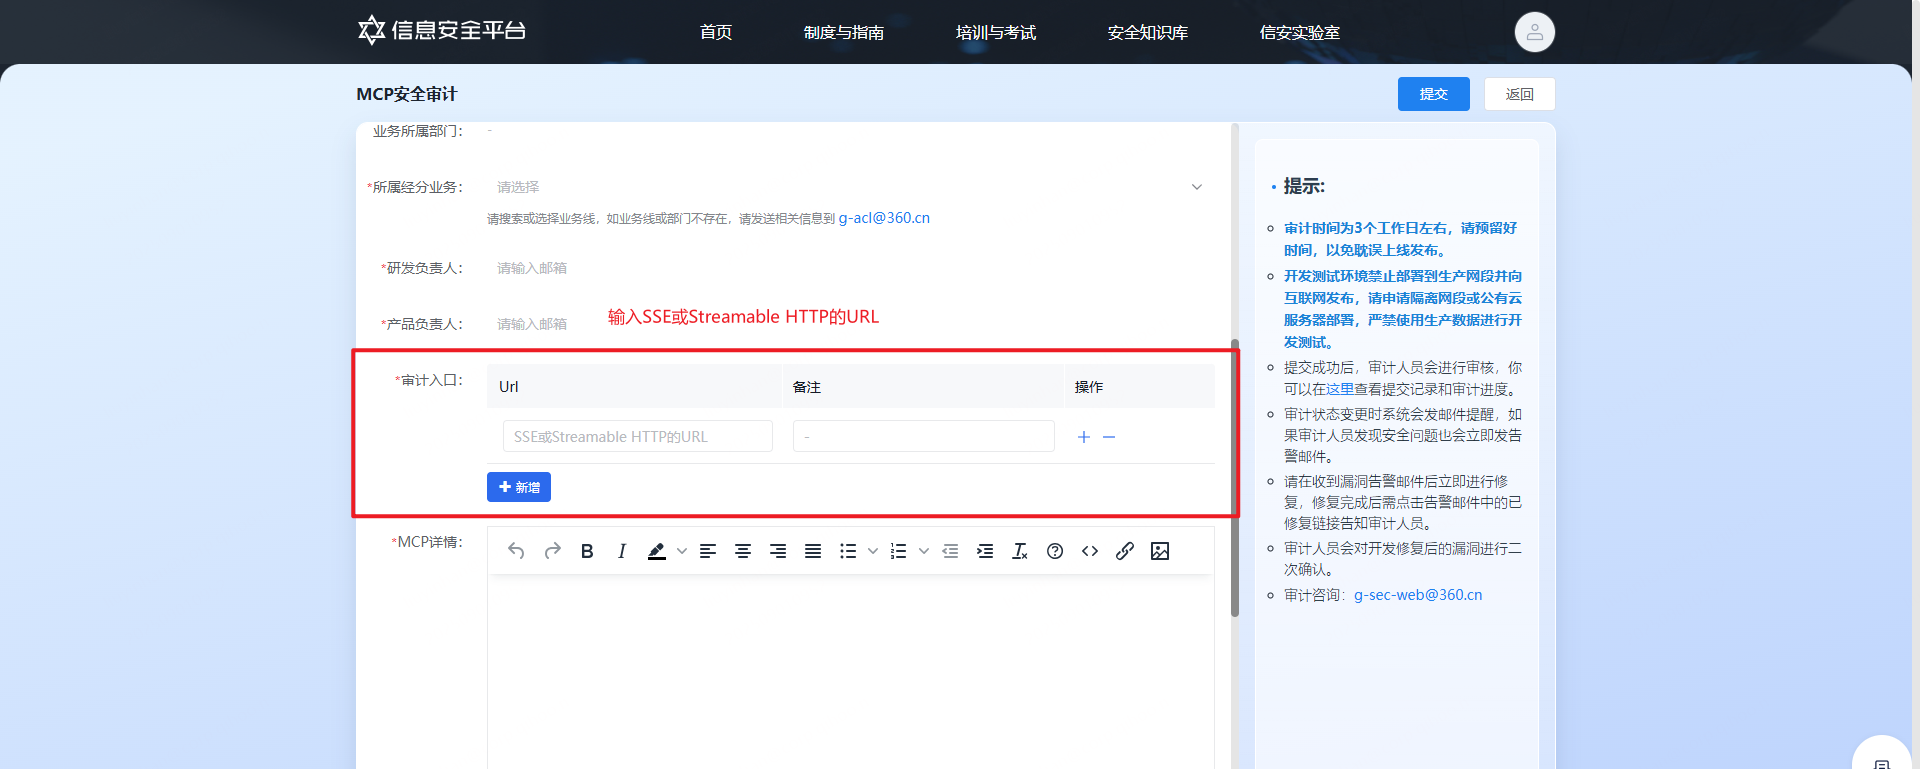 信息安全平台
首页
制度与指南
培训与考试
安全知识库
信安实验室
MCP安全审计
提交
返回
业务所属部门： -
*所属经分业务： 请选择
请搜索或选择业务线，如业务线或部门不存在，请发送相关信息到 g-acl@360.cn
*研发负责人： 请输入邮箱
*产品负责人： 请输入邮箱
输入SSE或Streamable HTTP的URL
*审计入口： Url 备注 操作
SSE或Streamable HTTP的URL - + −
+ 新增
*MCP详情：
提示:
审计时间为3个工作日左右，请预留好
时间，以免耽误上线发布。
开发测试环境禁止部署到生产网段并向
互联网发布，请申请隔离网段或公有云
服务器部署，严禁使用生产数据进行开
发测试。
提交成功后，审计人员会进行审核，你
可以在这里查看提交记录和审计进度。
审计状态变更时系统会发邮件提醒，如
果审计人员发现安全问题也会立即发告
警邮件。
请在收到漏洞告警邮件后立即进行修
复，修复完成后需点击告警邮件中的已
修复链接告知审计人员。
审计人员会对开发修复后的漏洞进行二
次确认。
审计咨询：g-sec-web@360.cn